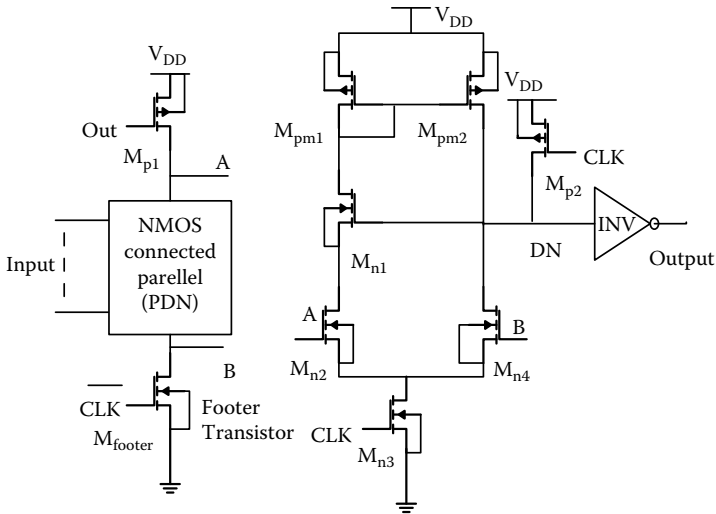 V_DD
Out
M_p1
A
Input
NMOS
connected
parellel
(PDN)
B
CLK
M_footer
Footer
Transistor
V_DD
M_pm1
M_pm2
V_DD
CLK
M_p2
M_n1
DN
INV
Output
A
B
M_n2
M_n4
CLK
M_n3